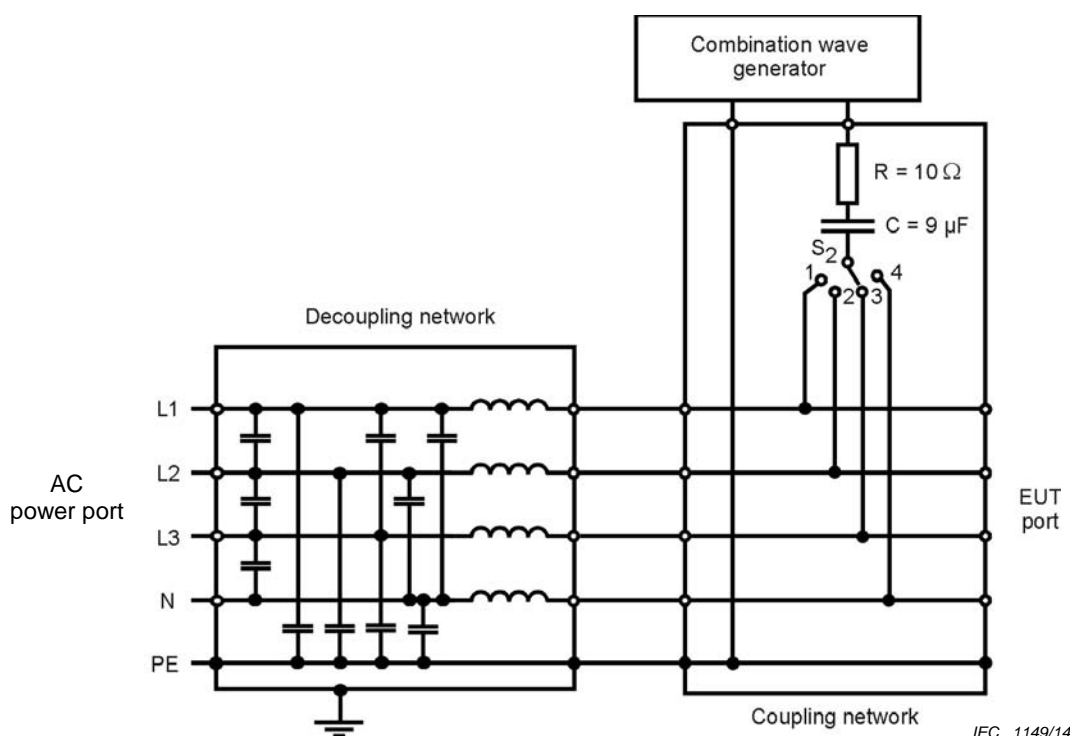 Combination wave
generator
R = 10 Ω
C = 9 µF
S2
1
2
3
4
Decoupling network
L1
L2
L3
N
PE
AC
power port
EUT
port
Coupling network
IEC 1149/14